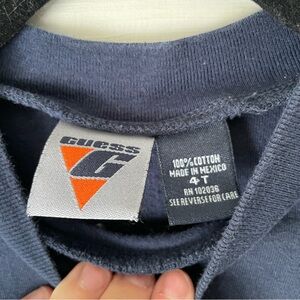 GUESS
G
100% COTTON
MADE IN MEXICO
4T
RN 102036
SEE REVERSE FOR CARE